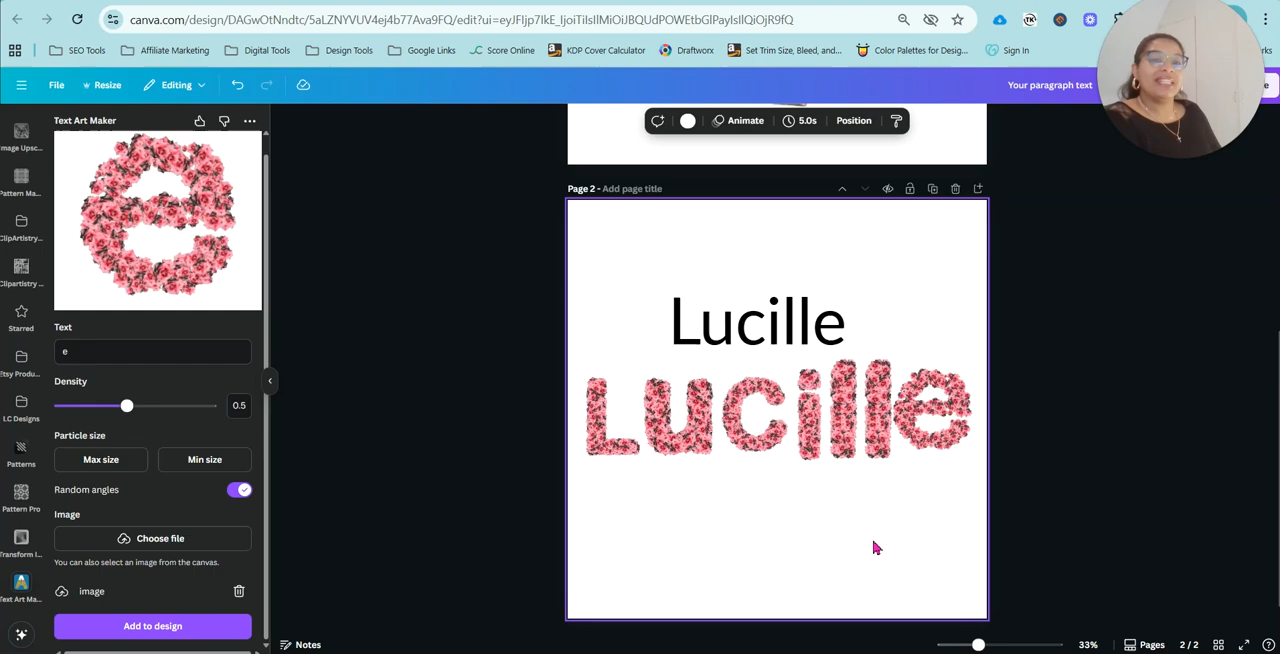 canva.com/design/DAGwOtNndtc/5aLZNYVUV4ej4b77Ava9FQ/edit?ui=eyJFIjp7IkE_IjoiTiIsIlMiOiJBQUdPOWEtbGlPayIsIlQiOjR9fQ
SEO Tools
Affiliate Marketing
Digital Tools
Design Tools
Google Links
Score Online
KDP Cover Calculator
Draftworx
Set Trim Size, Bleed, and...
Color Palettes for Desig...
Sign In
File
Resize
Editing
Your paragraph text
Text Art Maker
Animate
5.0s
Position
Image Upsc...
Pattern Ma...
ClipArtistry...
Clipartistry ...
Starred
Etsy Produ...
LC Designs
Patterns
Pattern Pro
Transform I...
Text Art Ma...
e
Text
e
Density
0.5
Particle size
Max size
Min size
Random angles
Image
Choose file
You can also select an image from the canvas.
image
Add to design
Page 2 - Add page title
Lucille
Lucille
Notes
33%
Pages
2 / 2